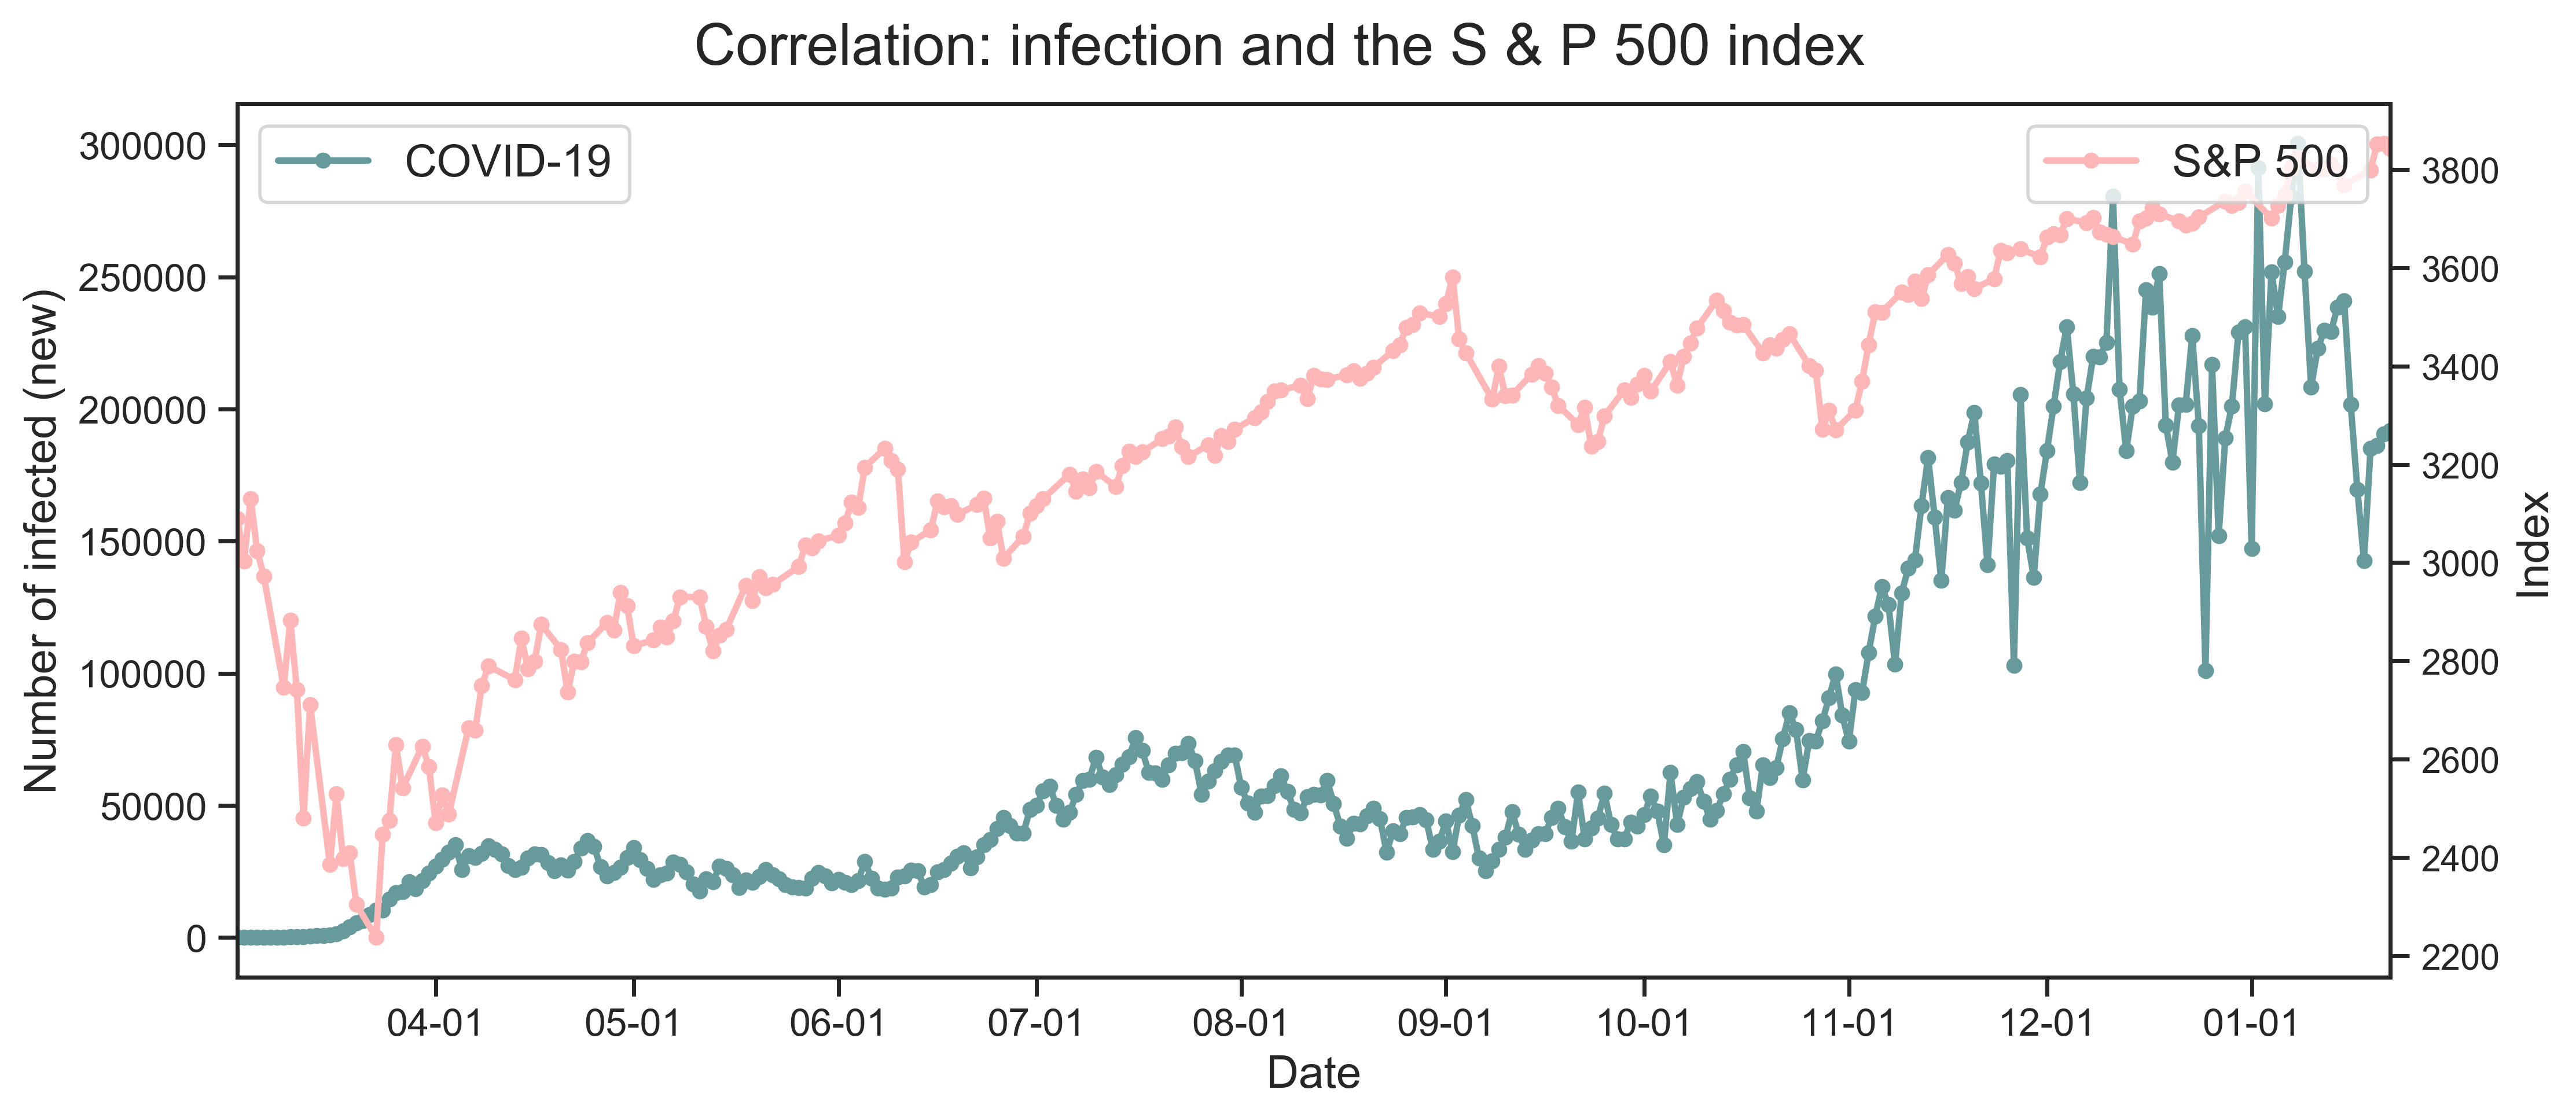 Correlation: infection and the S & P 500 index
COVID-19
S&P 500
Number of infected (new)
300000
250000
200000
150000
100000
50000
0
3800
3600
3400
3200
3000
2800
2600
2400
2200
Index
04-01 05-01 06-01 07-01 08-01 09-01 10-01 11-01 12-01 01-01
Date